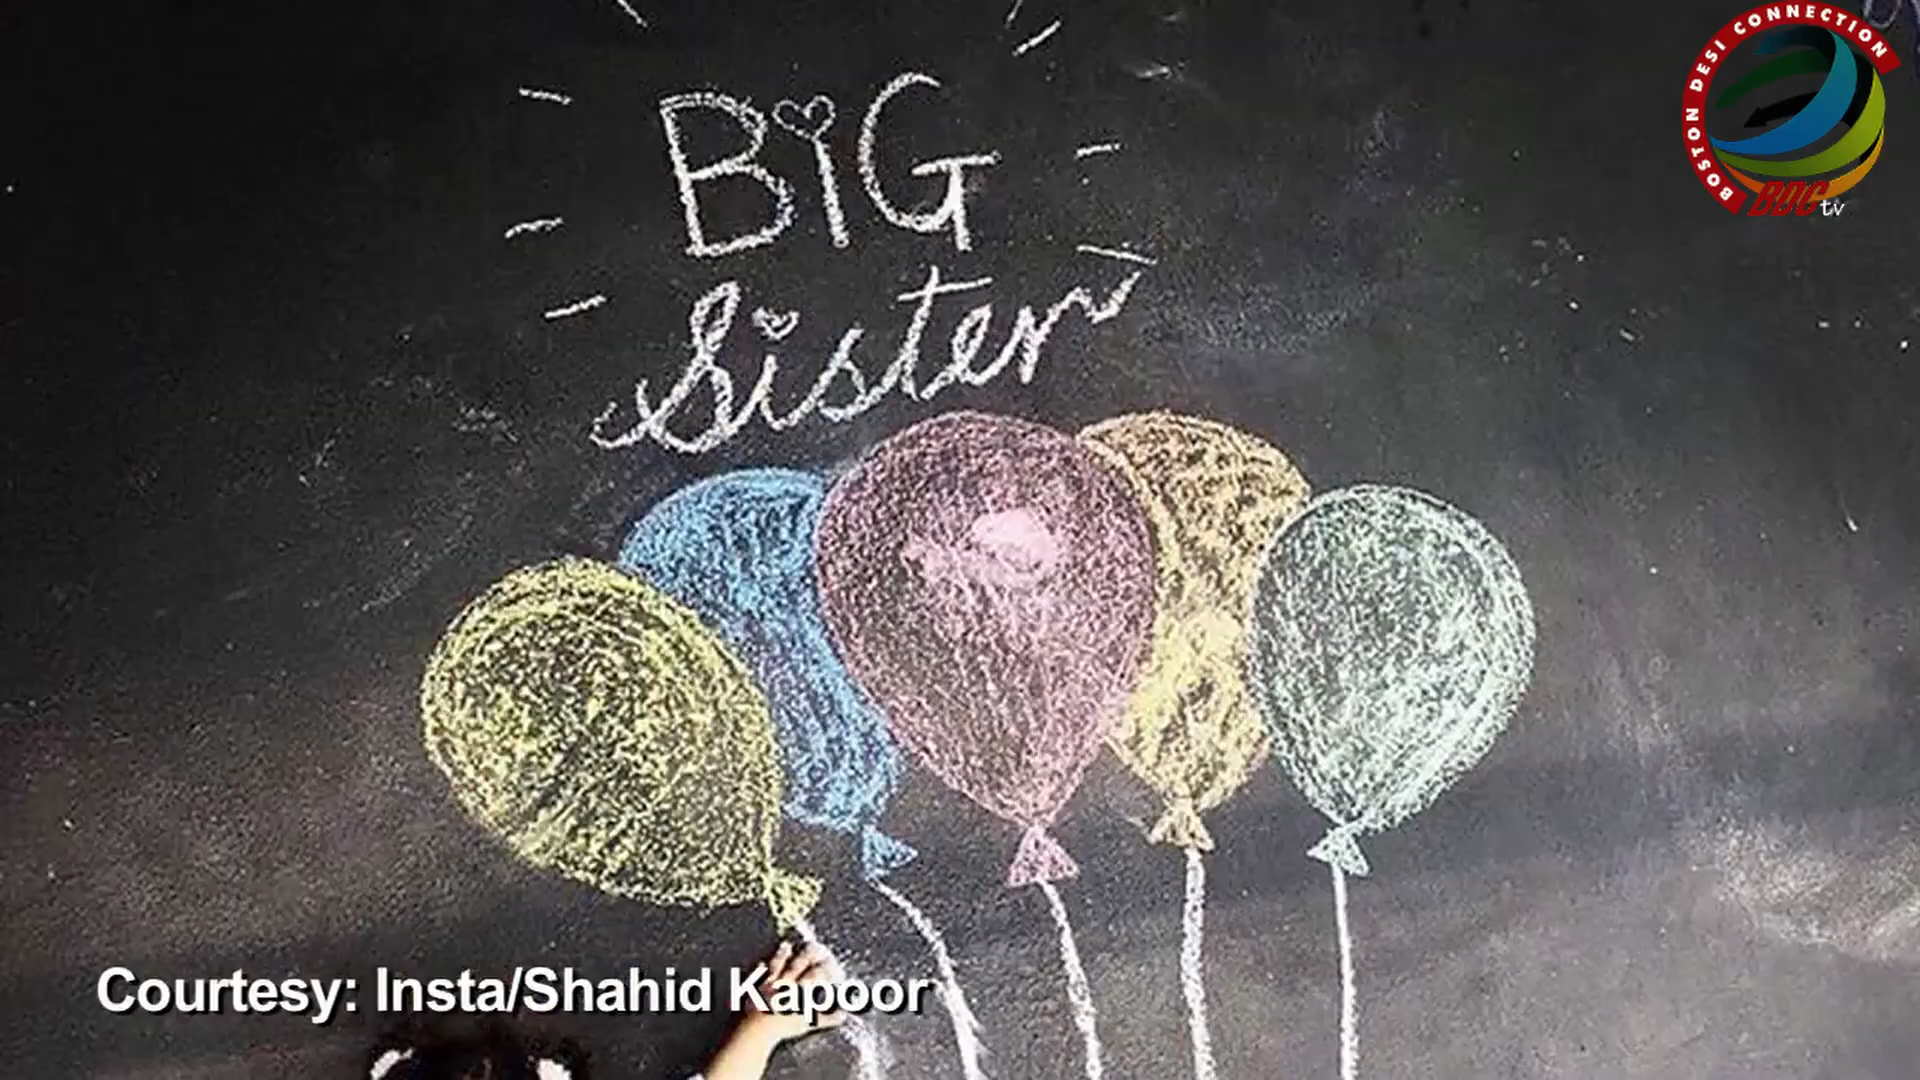 BiG
Sister
BOSTON DESI CONNECTION
BDC tv
Courtesy: Insta/Shahid Kapoor